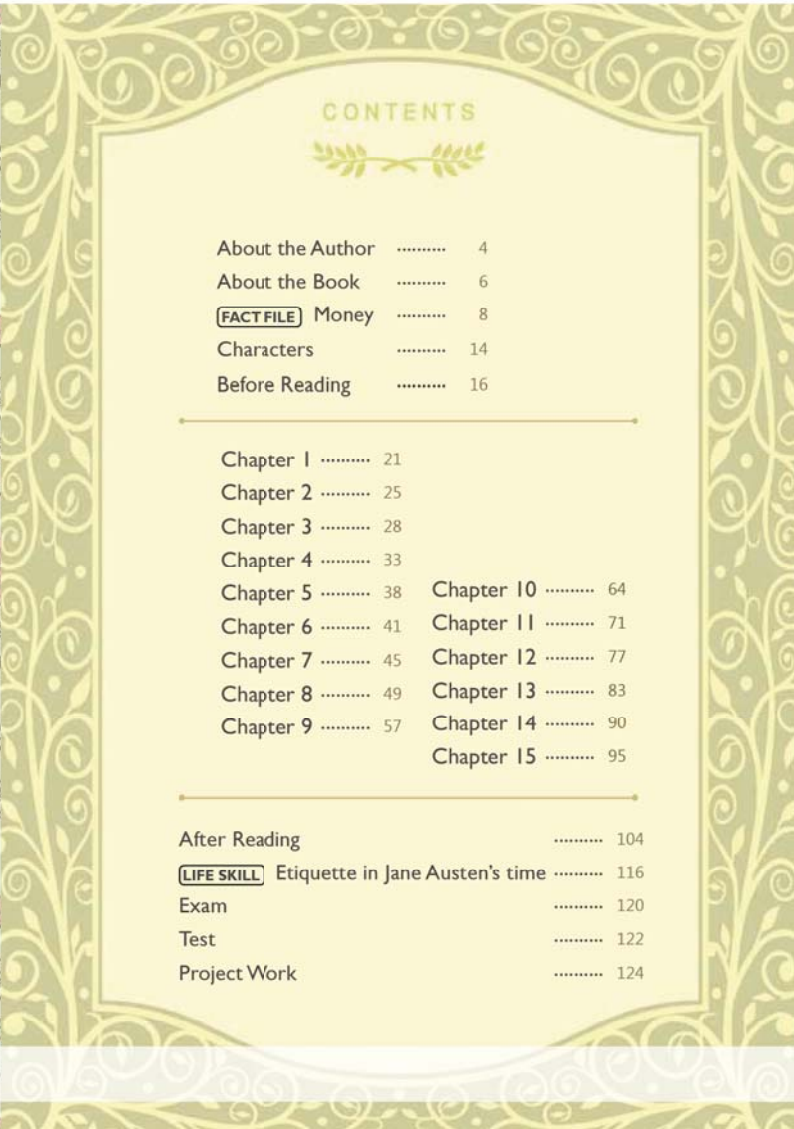 CONTENTS
About the Author .......... 4
About the Book .......... 6
FACT FILE Money .......... 8
Characters .......... 14
Before Reading .......... 16
Chapter 1 .......... 21
Chapter 2 .......... 25
Chapter 3 .......... 28
Chapter 4 .......... 33
Chapter 5 .......... 38
Chapter 6 .......... 41
Chapter 7 .......... 45
Chapter 8 .......... 49
Chapter 9 .......... 57
Chapter 10 .......... 64
Chapter 11 .......... 71
Chapter 12 .......... 77
Chapter 13 .......... 83
Chapter 14 .......... 90
Chapter 15 .......... 95
After Reading .......... 104
LIFE SKILL Etiquette in Jane Austen's time .......... 116
Exam .......... 120
Test .......... 122
Project Work .......... 124